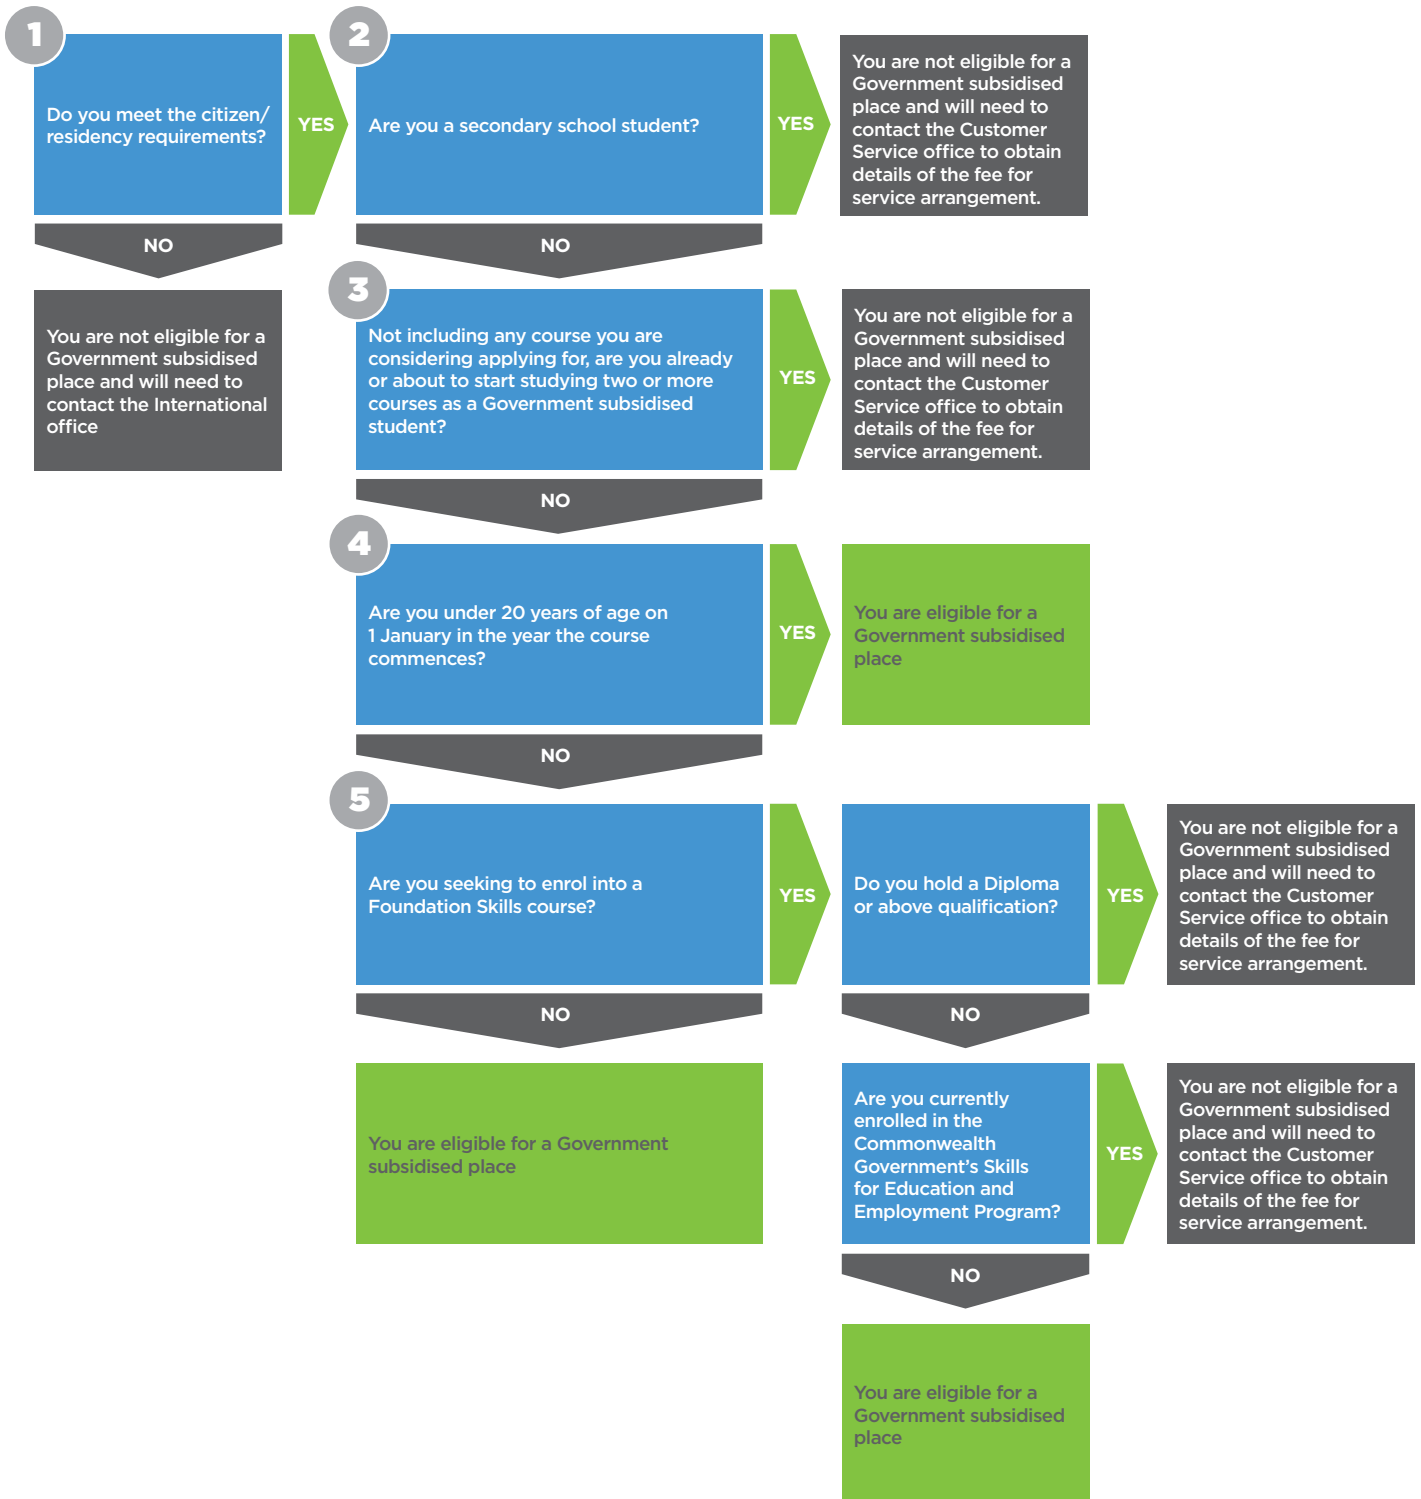 1
Do you meet the citizen/
residency requirements?
YES
2
Are you a secondary school student?
YES
You are not eligible for a
Government subsidised
place and will need to
contact the Customer
Service office to obtain
details of the fee for
service arrangement.
NO
You are not eligible for a
Government subsidised
place and will need to
contact the International
office
NO
3
Not including any course you are
considering applying for, are you already
or about to start studying two or more
courses as a Government subsidised
student?
YES
You are not eligible for a
Government subsidised
place and will need to
contact the Customer
Service office to obtain
details of the fee for
service arrangement.
NO
4
Are you under 20 years of age on
1 January in the year the course
commences?
YES
You are eligible for a
Government subsidised
place
NO
5
Are you seeking to enrol into a
Foundation Skills course?
YES
Do you hold a Diploma
or above qualification?
YES
You are not eligible for a
Government subsidised
place and will need to
contact the Customer
Service office to obtain
details of the fee for
service arrangement.
NO
You are eligible for a Government
subsidised place
NO
Are you currently
enrolled in the
Commonwealth
Government's Skills
for Education and
Employment Program?
YES
You are not eligible for a
Government subsidised
place and will need to
contact the Customer
Service office to obtain
details of the fee for
service arrangement.
NO
You are eligible for a
Government subsidised
place